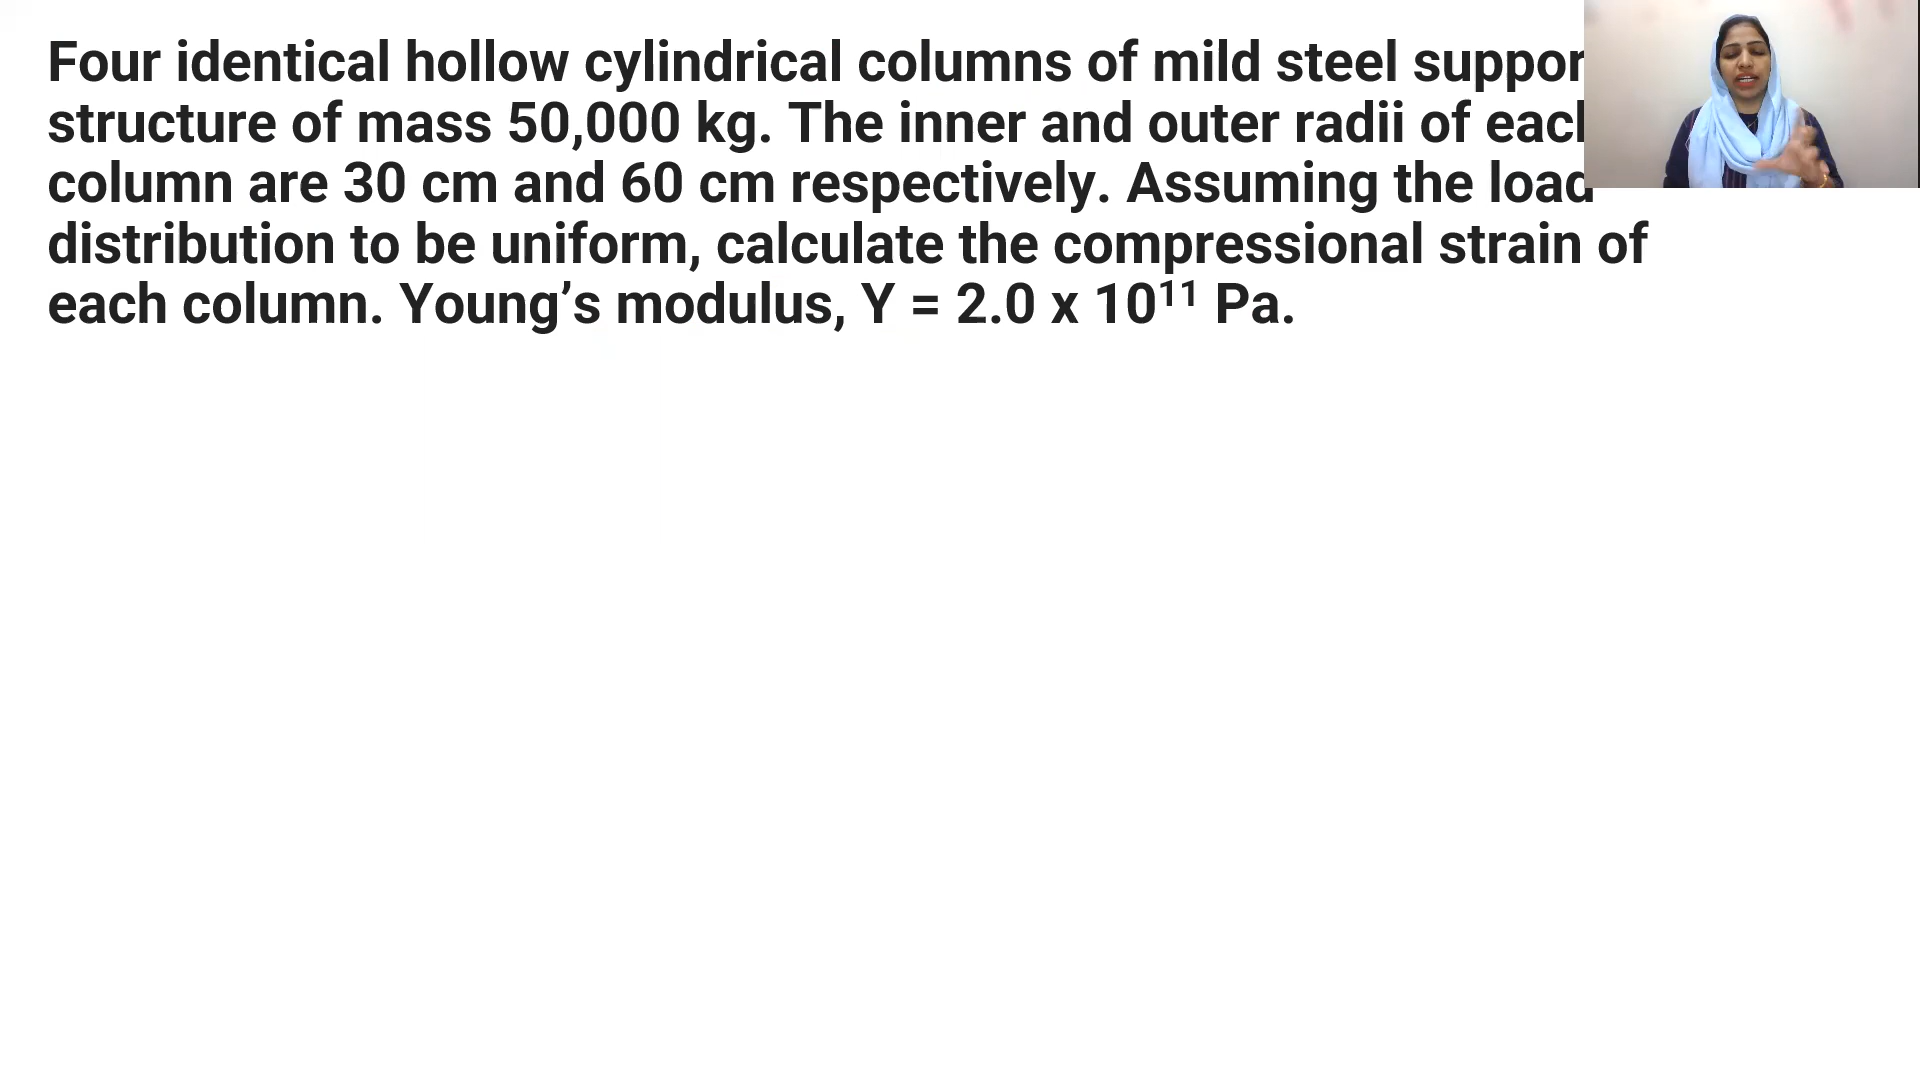 Four identical hollow cylindrical columns of mild steel
structure of mass 50,000 kg. The inner and outer radii of
column are 30 cm and 60 cm respectively. Assuming the load
distribution to be uniform, calculate the compressional strain of
each column. Young’s modulus, Y = 2.0 x 10¹¹ Pa.